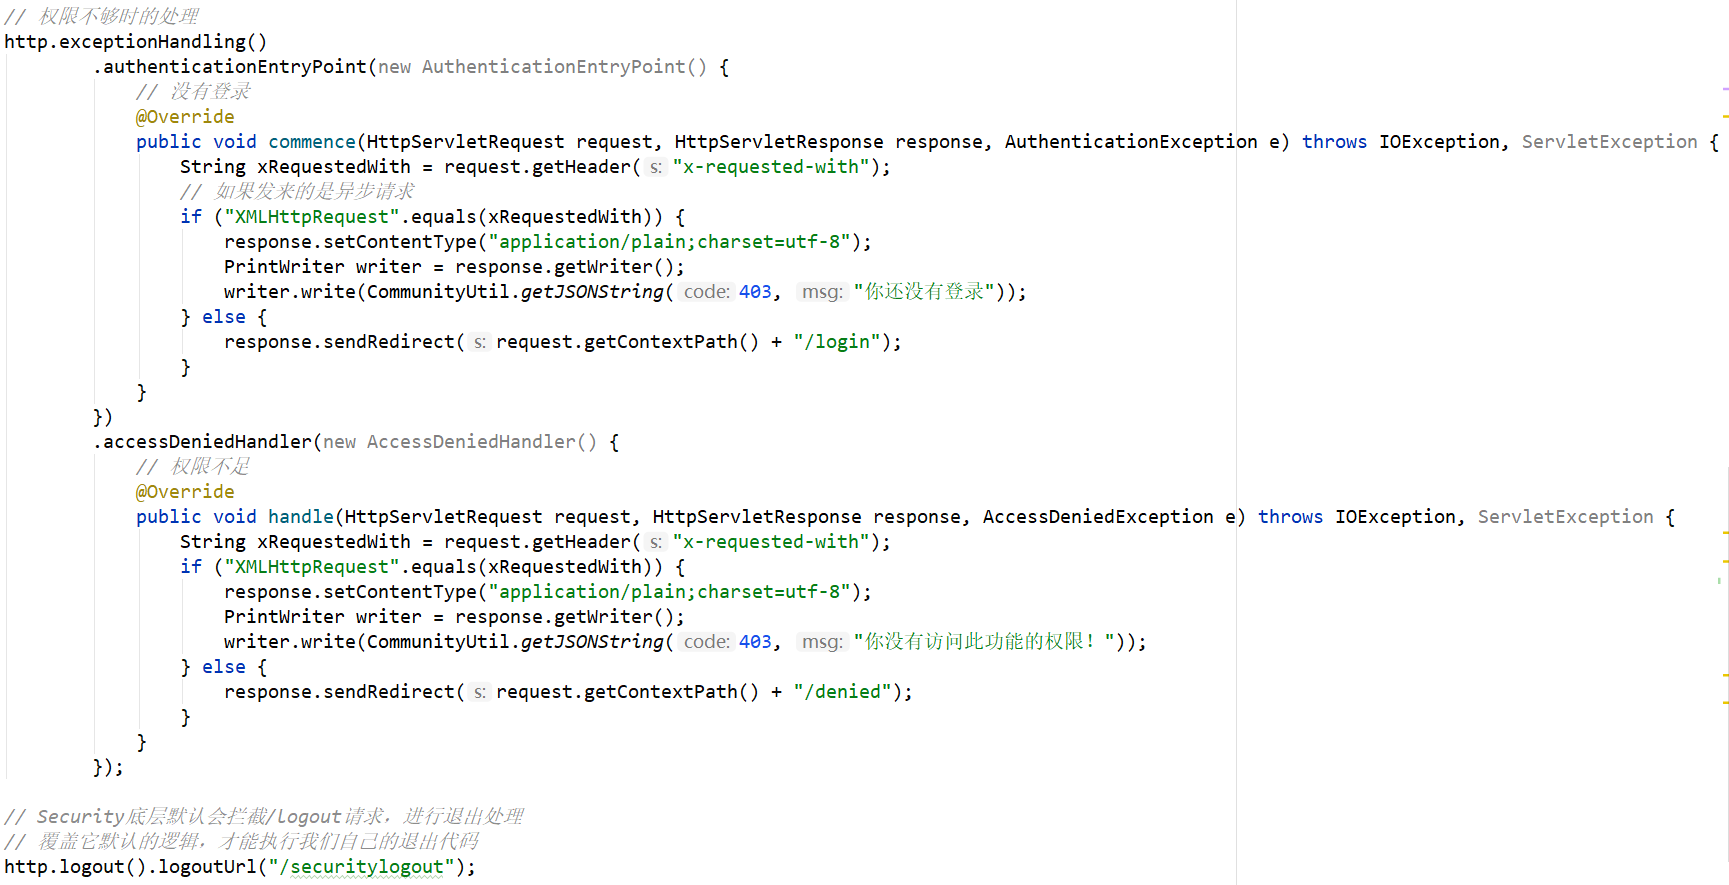 // 权限不够时的处理
http.exceptionHandling()
.authenticationEntryPoint(new AuthenticationEntryPoint() {
// 没有登录
@Override
public void commence(HttpServletRequest request, HttpServletResponse response, AuthenticationException e) throws IOException, ServletException {
String xRequestedWith = request.getHeader( s: "x-requested-with");
// 如果发来的是异步请求
if ("XMLHttpRequest".equals(xRequestedWith)) {
response.setContentType("application/plain;charset=utf-8");
PrintWriter writer = response.getWriter();
writer.write(CommunityUtil.getJSONString( code: 403, msg: "你还没有登录"));
} else {
response.sendRedirect( s: request.getContextPath() + "/login");
}
}
})
.accessDeniedHandler(new AccessDeniedHandler() {
// 权限不足
@Override
public void handle(HttpServletRequest request, HttpServletResponse response, AccessDeniedException e) throws IOException, ServletException {
String xRequestedWith = request.getHeader( s: "x-requested-with");
if ("XMLHttpRequest".equals(xRequestedWith)) {
response.setContentType("application/plain;charset=utf-8");
PrintWriter writer = response.getWriter();
writer.write(CommunityUtil.getJSONString( code: 403, msg: "你没有访问此功能的权限！"));
} else {
response.sendRedirect( s: request.getContextPath() + "/denied");
}
}
});
// Security底层默认会拦截/logout请求，进行退出处理
// 覆盖它默认的逻辑，才能执行我们自己的退出代码
http.logout().logoutUrl("/securitylogout");